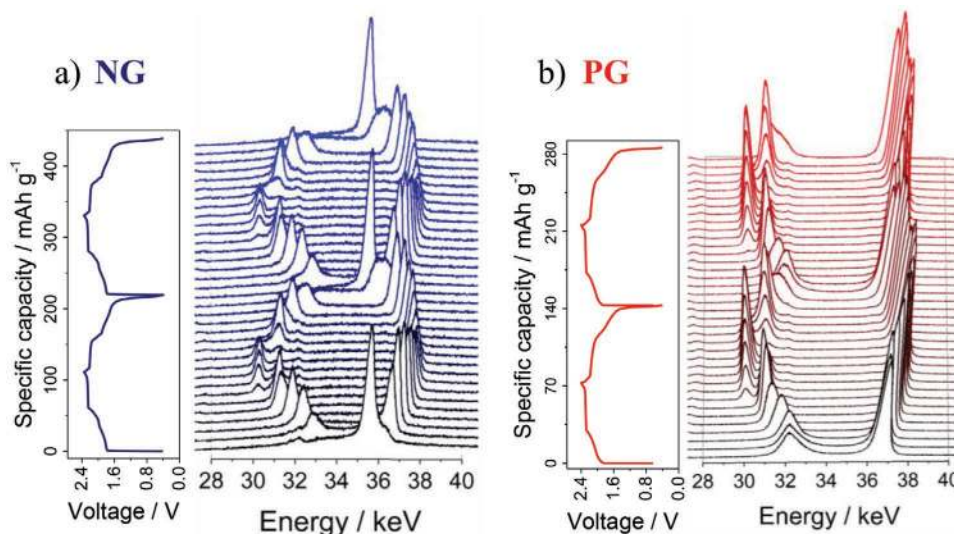 a) NG
b) PG
Specific capacity / mAh g⁻¹
400
300
200
100
0
2.4 1.6 0.8 0.0
Voltage / V
28 30 32 34 36 38 40
Energy / keV
Specific capacity / mAh g⁻¹
280
210
140
70
0
2.4 1.6 0.8 0.0
Voltage / V
28 30 32 34 36 38 40
Energy / keV